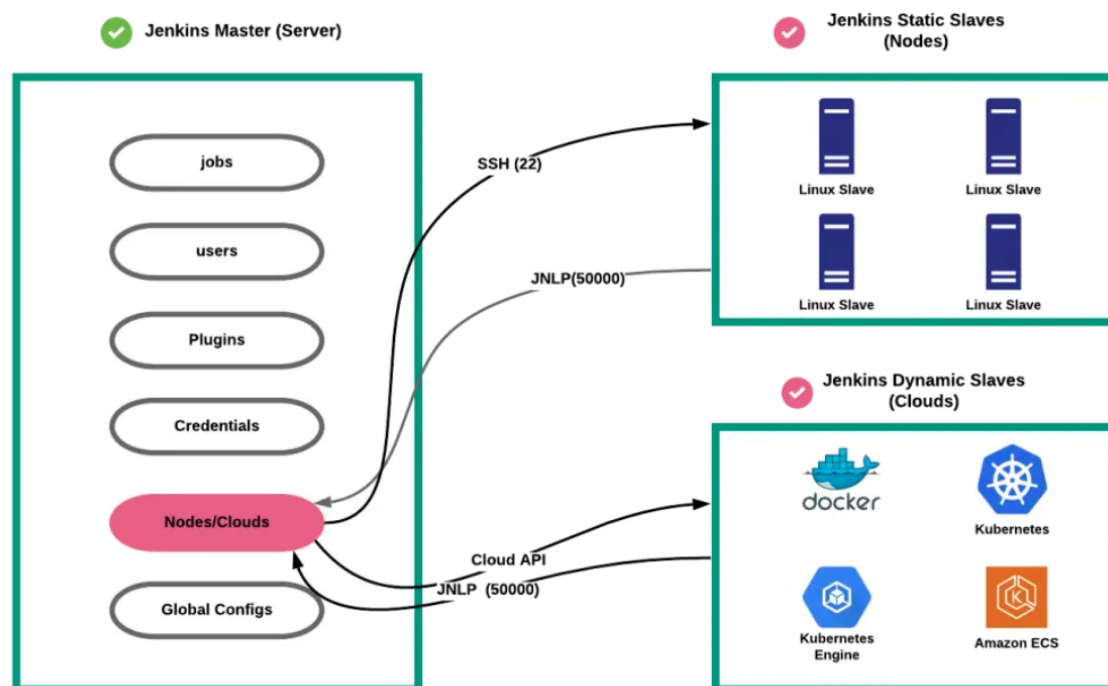 Jenkins Master (Server)
jobs
users
Plugins
Credentials
Nodes/Clouds
Global Configs
SSH (22)
JNLP(50000)
Cloud API
JNLP (50000)
Jenkins Static Slaves
(Nodes)
Linux Slave
Linux Slave
Linux Slave
Linux Slave
Jenkins Dynamic Slaves
(Clouds)
docker
Kubernetes
Kubernetes
Engine
K
Amazon ECS